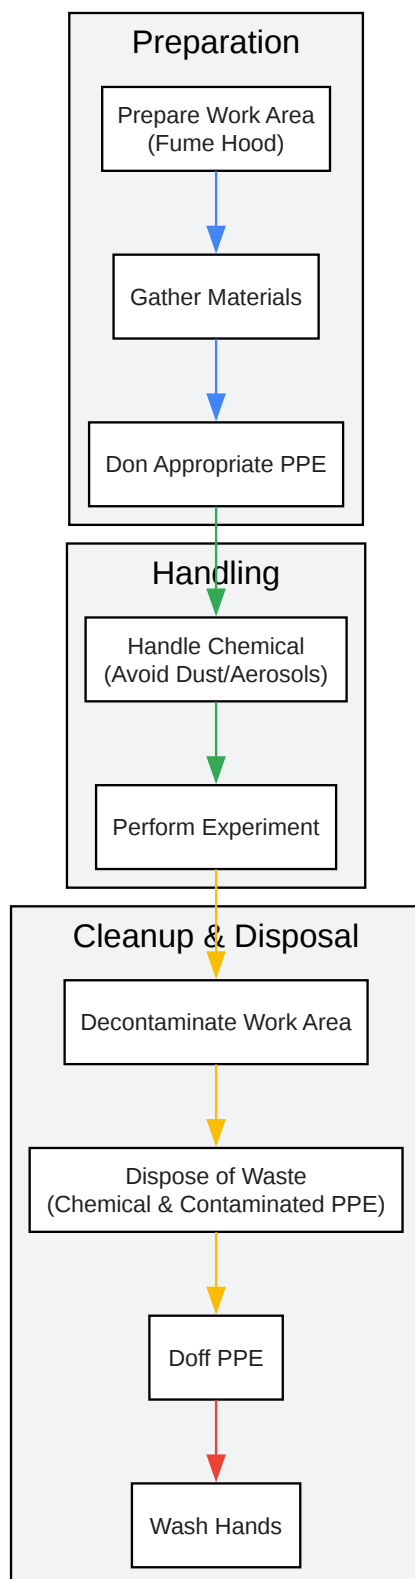 Preparation
Prepare Work Area
(Fume Hood)
Gather Materials
Don Appropriate PPE
Handling
Handle Chemical
(Avoid Dust/Aerosols)
Perform Experiment
Cleanup & Disposal
Decontaminate Work Area
Dispose of Waste
(Chemical & Contaminated PPE)
Doff PPE
Wash Hands